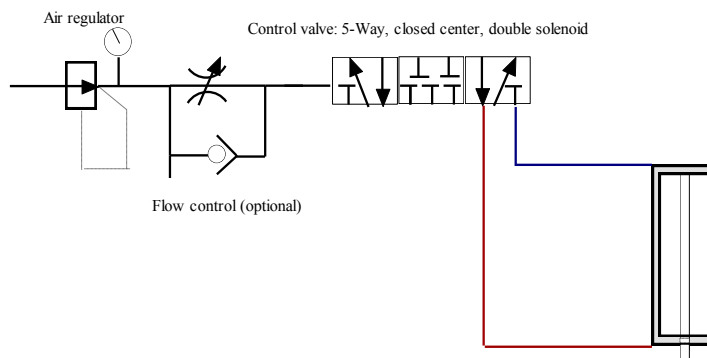 Air regulator
Control valve: 5-Way, closed center, double solenoid
Flow control (optional)